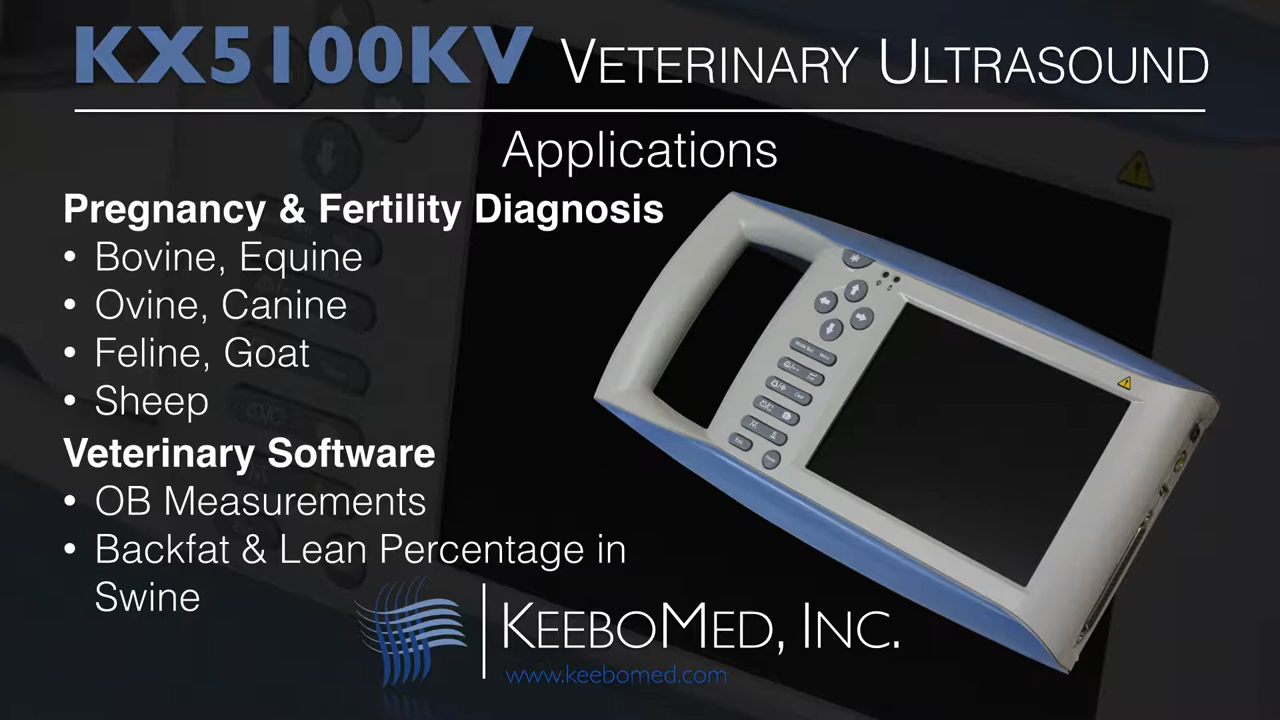 KX5100KV VETERINARY ULTRASOUND
Applications
Pregnancy & Fertility Diagnosis
• Bovine, Equine
• Ovine, Canine
• Feline, Goat
• Sheep
Veterinary Software
• OB Measurements
• Backfat & Lean Percentage in
Swine
KEEBOMED, INC.
www.keebomed.com